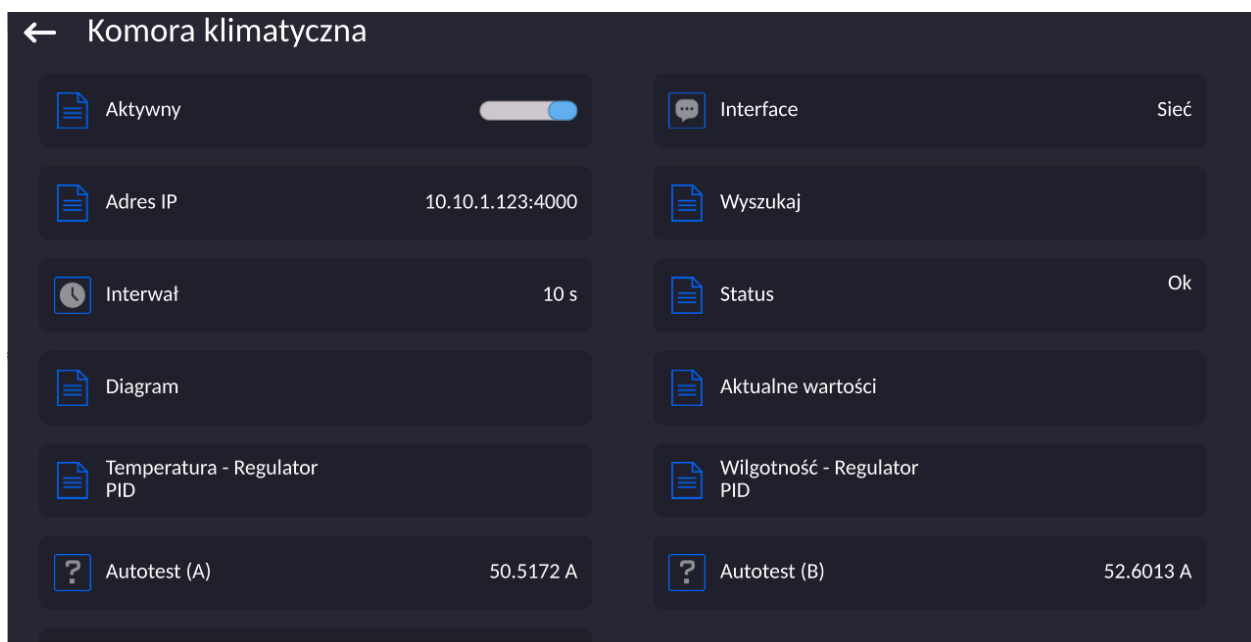 Komora klimatyczna
Aktywny
Interface Sieć
Adres IP 10.10.1.123:4000
Wyszukaj
Interwał 10 s
Status Ok
Diagram
Aktualne wartości
Temperatura - Regulator
PID
Wilgotność - Regulator
PID
Autotest (A) 50.5172 A
Autotest (B) 52.6013 A